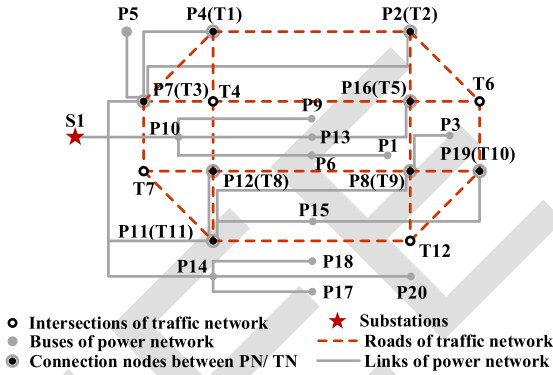 P5 P4(T1) P2(T2)
P7(T3) T4 P9 P16(T5) T6
S1 P10 P13 P3
P6 P1 P19(T10)
T7 P12(T8) P8(T9)
P11(T11) P15
T12
P14 P18
P17 P20
Intersections of traffic network Substations
Buses of power network Roads of traffic network
Connection nodes between PN/ TN Links of power network